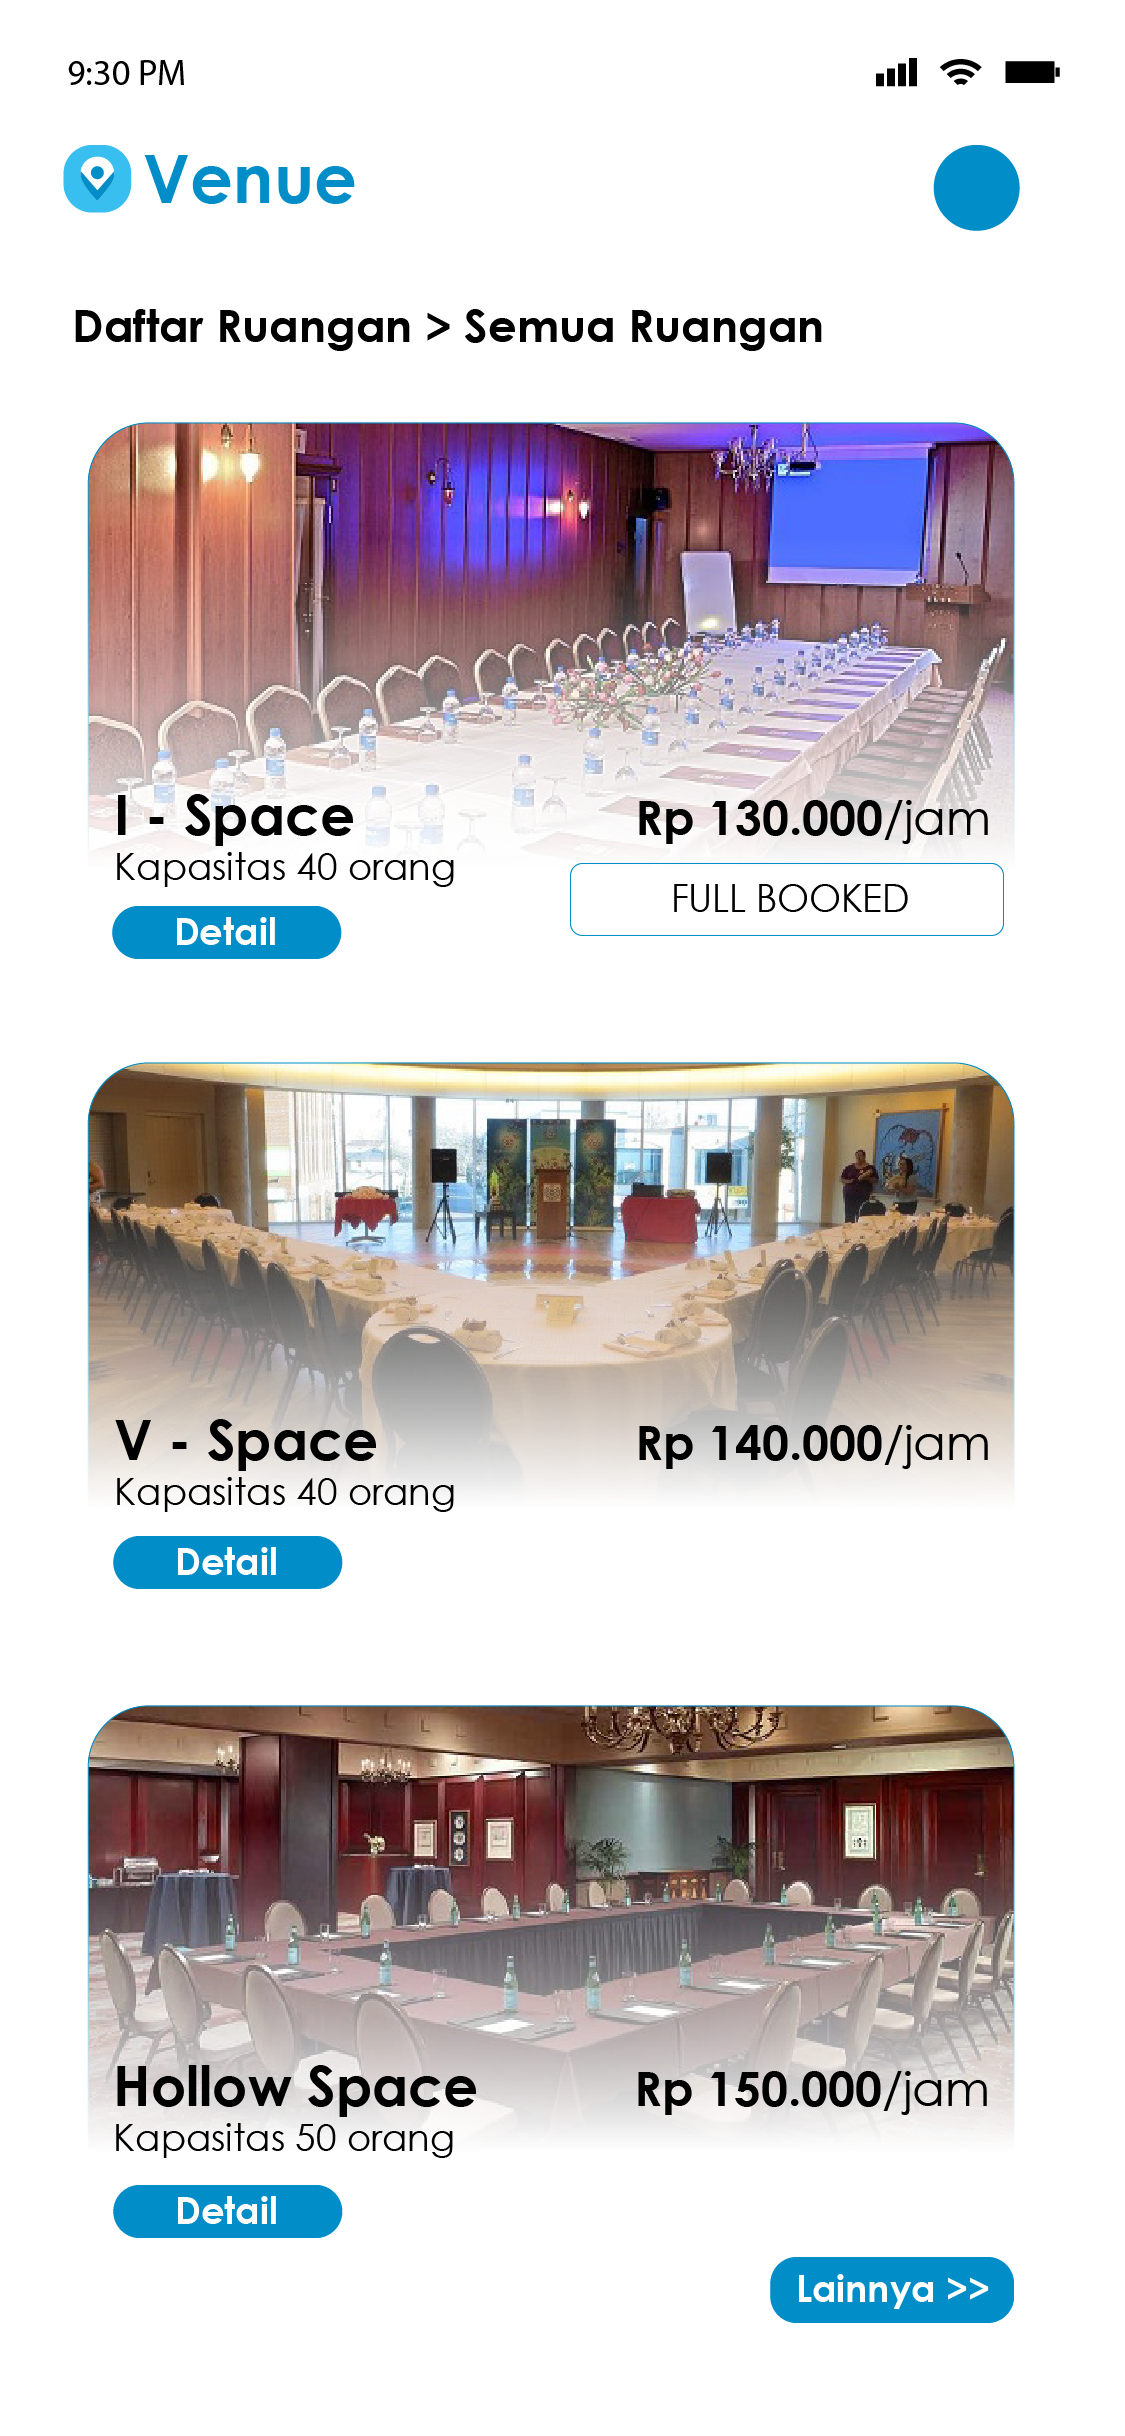 9:30 PM
Venue
Daftar Ruangan > Semua Ruangan
I - Space
Rp 130.000/jam
Kapasitas 40 orang
FULL BOOKED
Detail
V - Space
Rp 140.000/jam
Kapasitas 40 orang
Detail
Hollow Space
Rp 150.000/jam
Kapasitas 50 orang
Detail
Lainnya >>